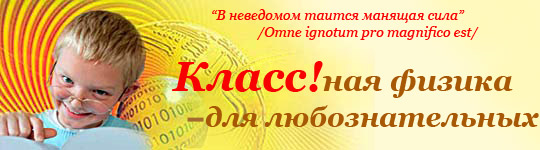 “В неведомом таится манящая сила”
/Omne ignotum pro magnifico est/
Класс!ная физика
–для любознательных